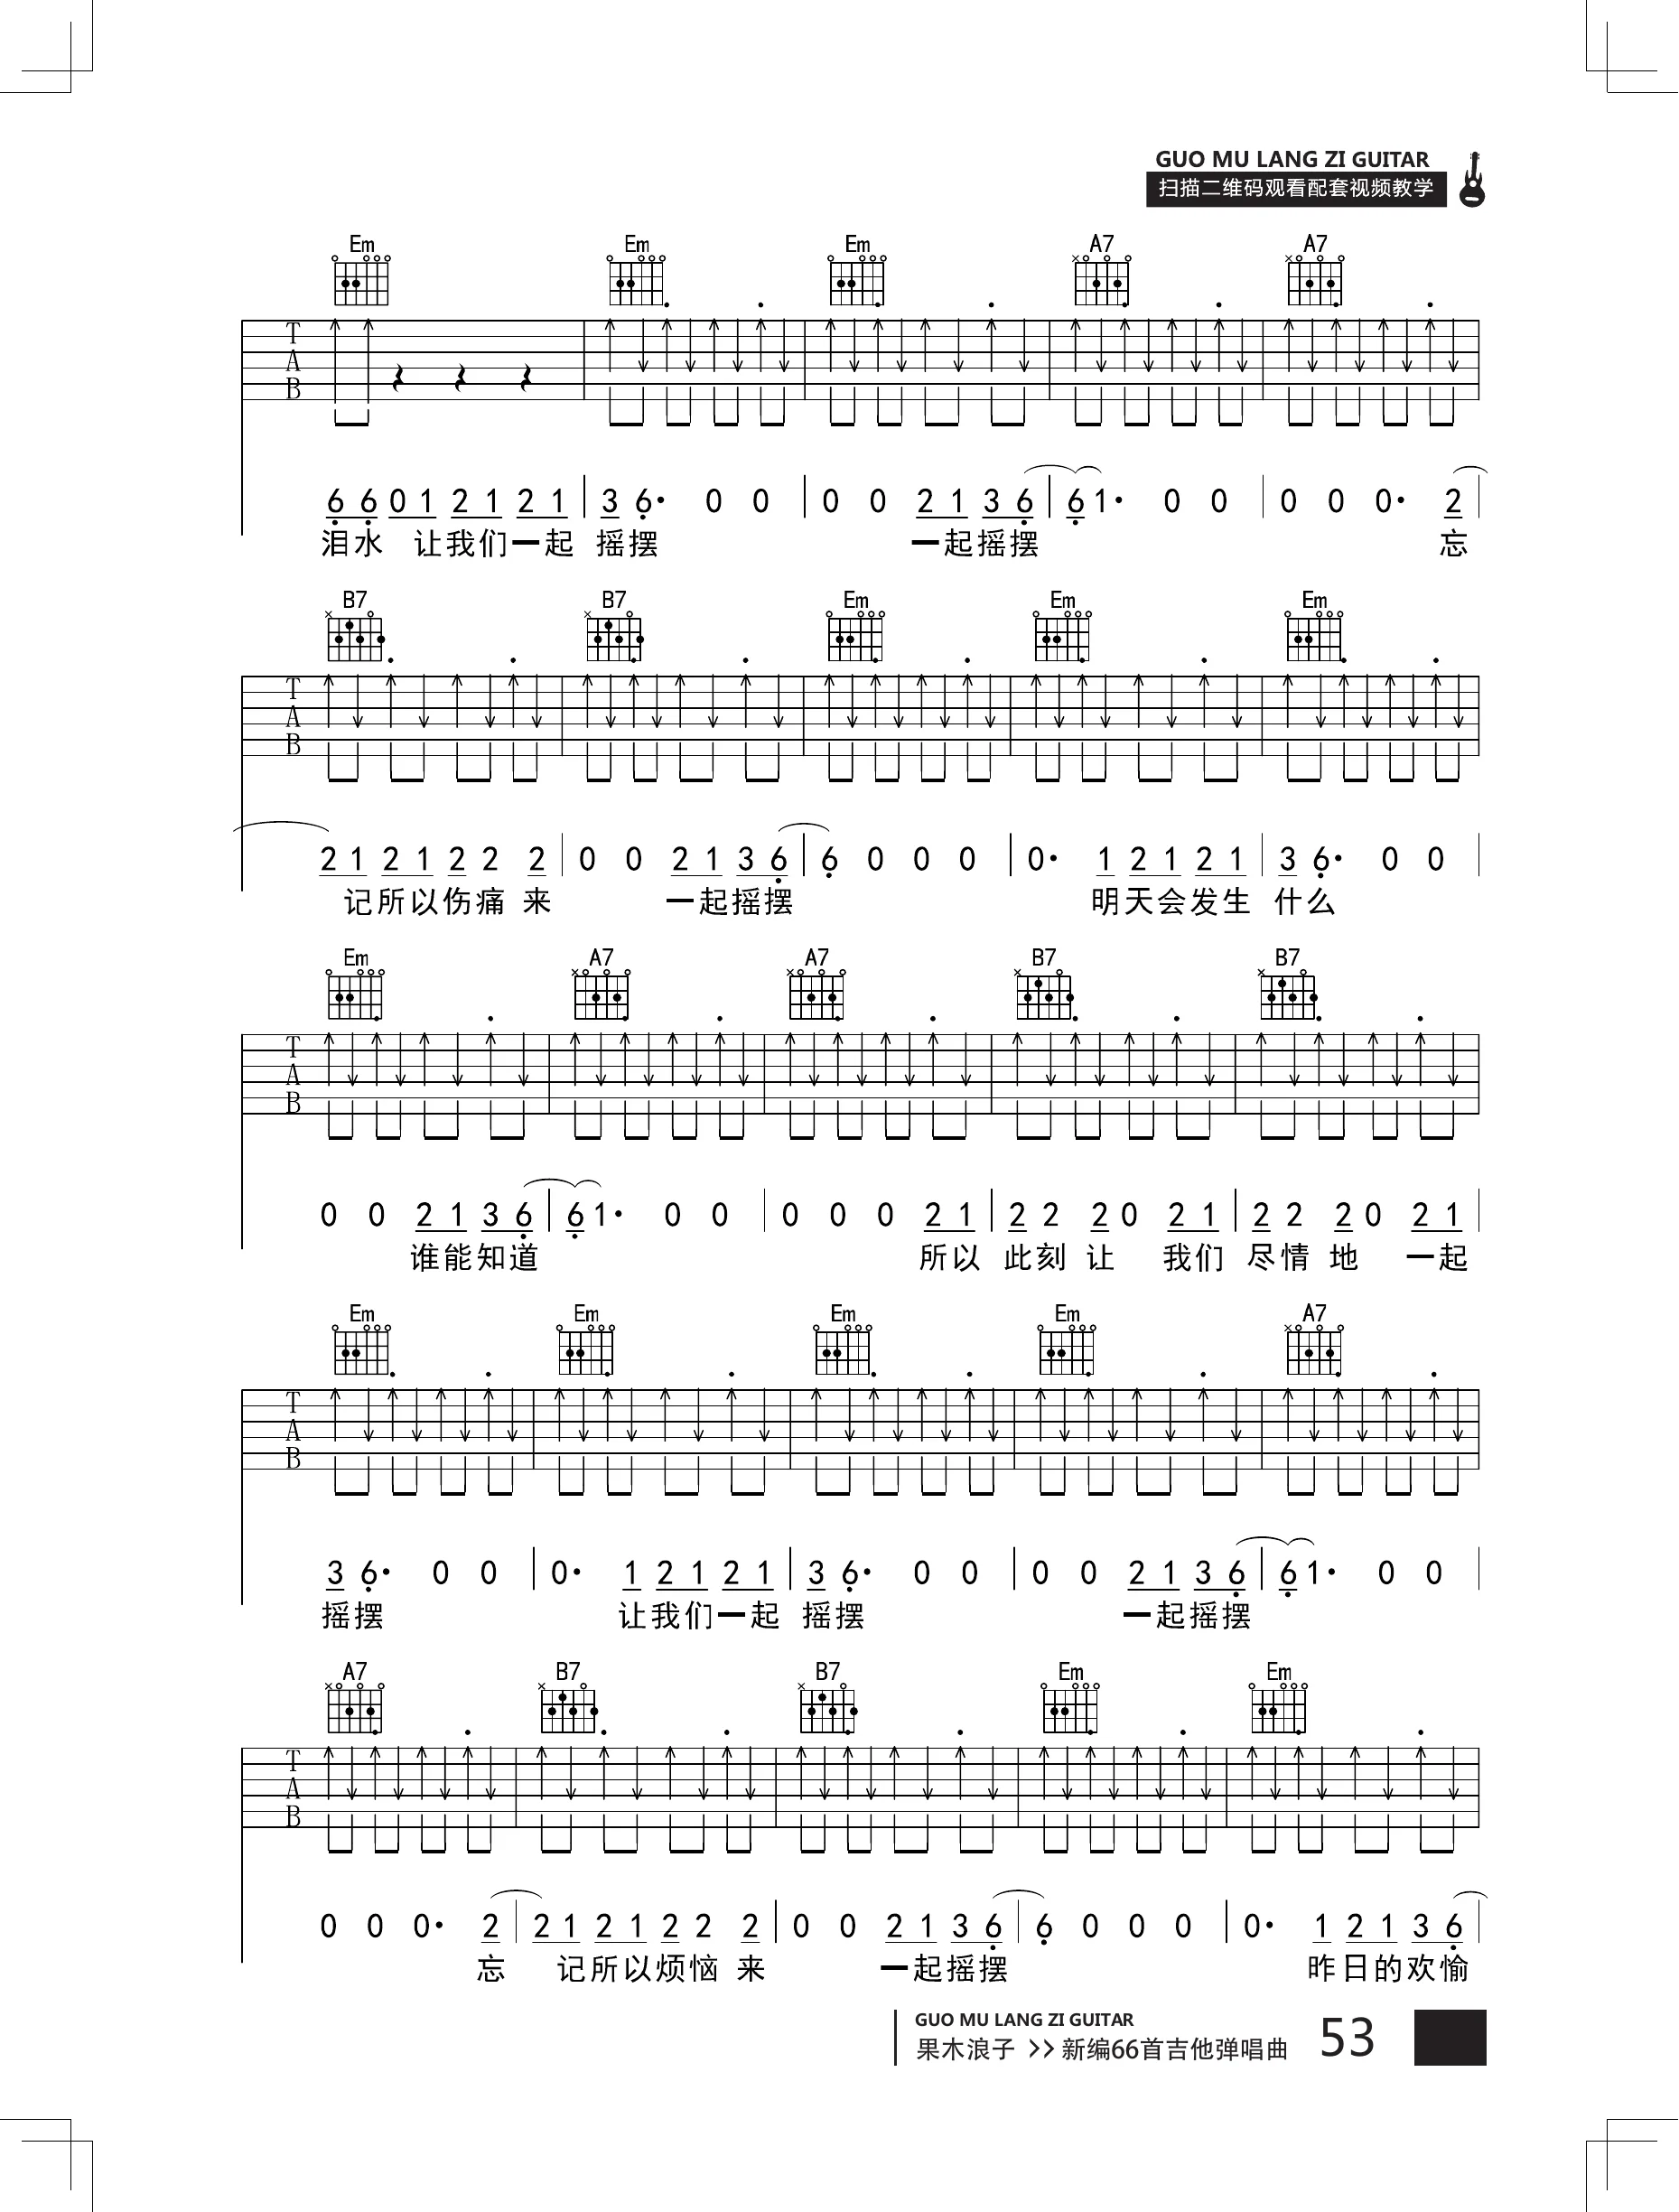 GUO MU LANG ZI GUITAR
扫描二维码观看配套视频教学
Em Em Em A7 A7
T
A
B
6 6 0 1 2 1 2 1 | 3 6· 0 0 | 0 0 2 1 3 6 | 6 1· 0 0 | 0 0 0· 2 |
泪水 让我们一起 摇摆 一起摇摆 忘
B7 B7 Em Em Em
T
A
B
2 1 2 1 2 2 2 | 0 0 2 1 3 6 | 6 0 0 0 | 0· 1 2 1 2 1 | 3 6· 0 0 |
记所以伤痛 来 一起摇摆 明天会发生 什么
Em A7 A7 B7 B7
T
A
B
0 0 2 1 3 6 | 6 1· 0 0 | 0 0 0 2 1 | 2 2 2 0 2 1 | 2 2 2 0 2 1 |
谁能知道 所以 此刻 让 我们 尽情 地 一起
Em Em Em Em A7
T
A
B
3 6· 0 0 | 0· 1 2 1 2 1 | 3 6· 0 0 | 0 0 2 1 3 6 | 6 1· 0 0 |
摇摆 让我们一起 摇摆 一起摇摆
A7 B7 B7 Em Em
T
A
B
0 0 0· 2 | 2 1 2 1 2 2 2 | 0 0 2 1 3 6 | 6 0 0 0 | 0· 1 2 1 3 6 |
忘 记所以烦恼 来 一起摇摆 昨日的欢愉
GUO MU LANG ZI GUITAR
果木浪子 >> 新编66首吉他弹唱曲 53